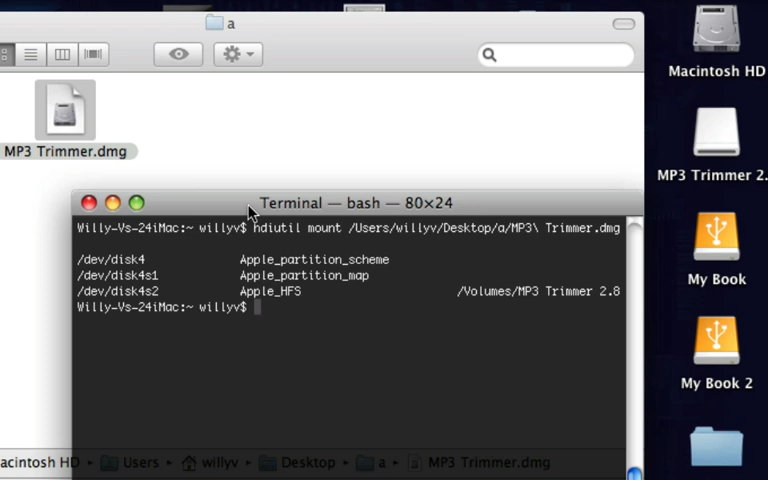 a
Macintosh HD
MP3 Trimmer.dmg
MP3 Trimmer 2.
Terminal — bash — 80×24
Willy-Vs-24iMac:~ willyv$ hdiutil mount /Users/willyv/Desktop/a/MP3\ Trimmer.dmg
/dev/disk4 Apple_partition_scheme
/dev/disk4s1 Apple_partition_map
/dev/disk4s2 Apple_HFS /Volumes/MP3 Trimmer 2.8
Willy-Vs-24iMac:~ willyv$
My Book
My Book 2
acintosh HD ▸ Users ▸ willyv ▸ Desktop ▸ a ▸ MP3 Trimmer.dmg